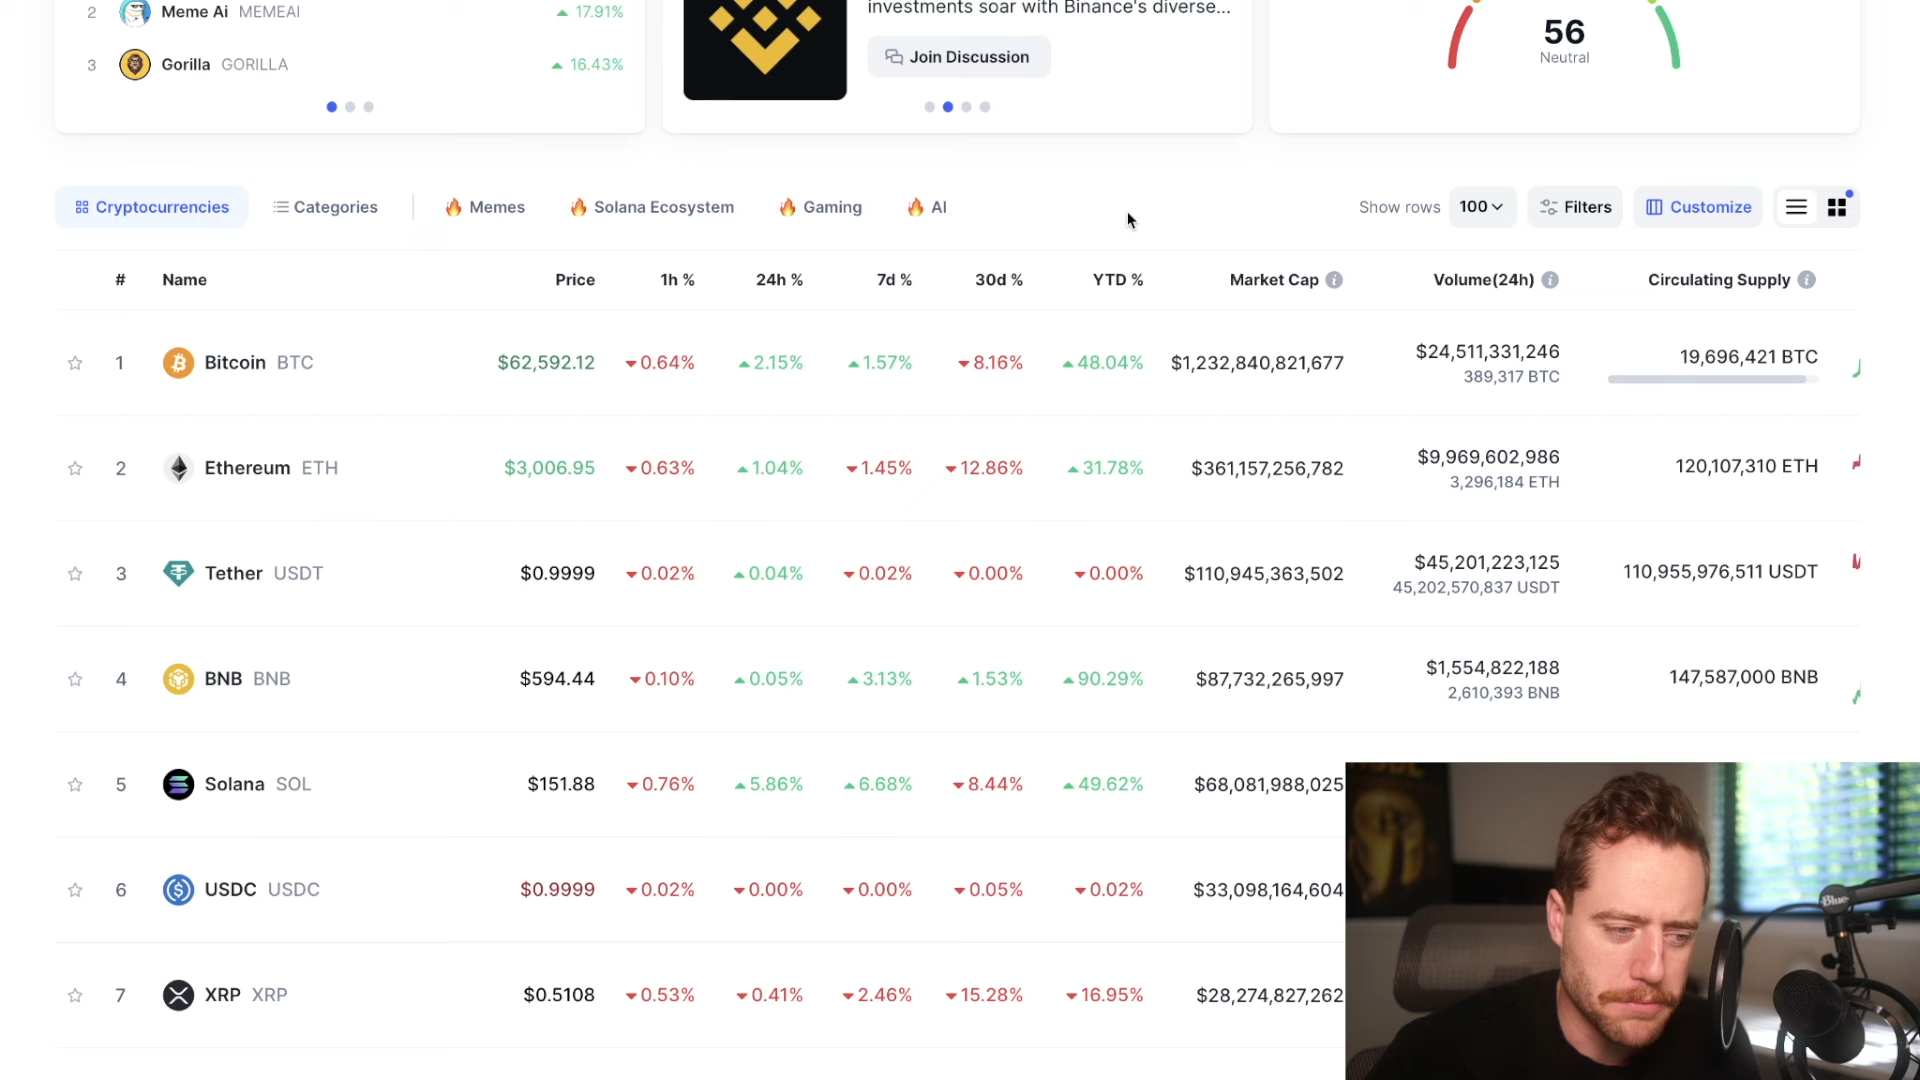 2 Meme Ai MEMEAI 17.91%
3 Gorilla GORILLA 16.43%
investments soar with Binance's diverse...
Join Discussion
56
Neutral
Cryptocurrencies Categories Memes Solana Ecosystem Gaming AI Show rows 100 Filters Customize
# Name Price 1h % 24h % 7d % 30d % YTD % Market Cap Volume(24h) Circulating Supply
1 Bitcoin BTC $62,592.12 0.64% 2.15% 1.57% 8.16% 48.04% $1,232,840,821,677 $24,511,331,246 19,696,421 BTC
389,317 BTC
2 Ethereum ETH $3,006.95 0.63% 1.04% 1.45% 12.86% 31.78% $361,157,256,782 $9,969,602,986 120,107,310 ETH
3,296,184 ETH
3 Tether USDT $0.9999 0.02% 0.04% 0.02% 0.00% 0.00% $110,945,363,502 $45,201,223,125 110,955,976,511 USDT
45,202,570,837 USDT
4 BNB BNB $594.44 0.10% 0.05% 3.13% 1.53% 90.29% $87,732,265,997 $1,554,822,188 147,587,000 BNB
2,610,393 BNB
5 Solana SOL $151.88 0.76% 5.86% 6.68% 8.44% 49.62% $68,081,988,025
6 USDC USDC $0.9999 0.02% 0.00% 0.00% 0.05% 0.02% $33,098,164,604
7 XRP XRP $0.5108 0.53% 0.41% 2.46% 15.28% 16.95% $28,274,827,262
Blue